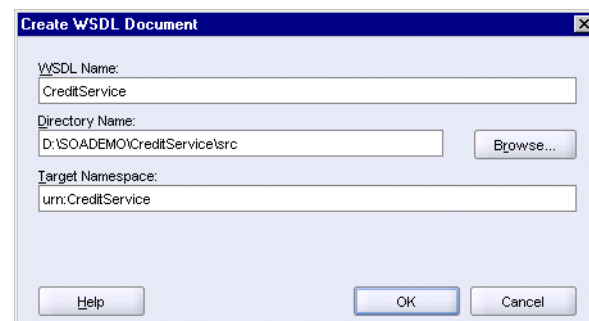 Create WSDL Document
WSDL Name:
CreditService
Directory Name:
D:\SOADEMO\CreditService\src
Browse...
Target Namespace:
urn:CreditService
Help
OK
Cancel